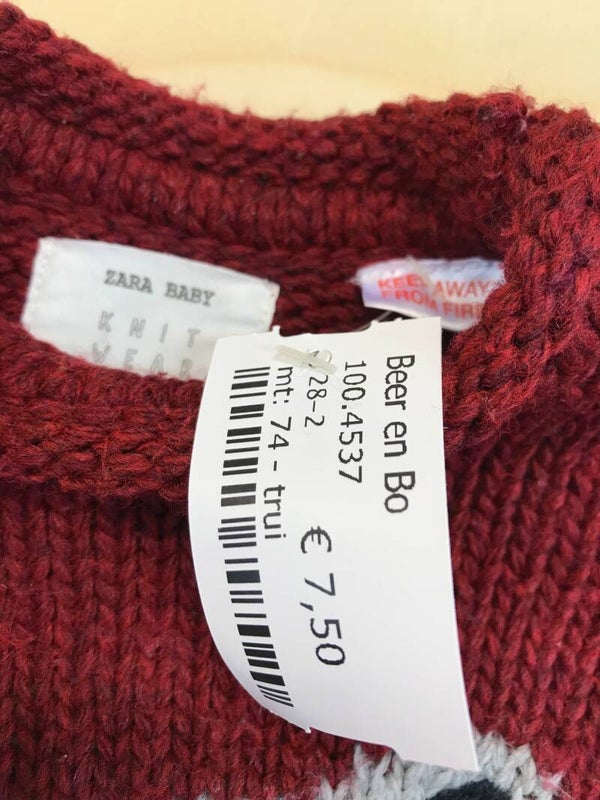 ZARA BABY
KNIT
WEAR
KEEP AWAY
FROM FIRE
Beer en Bo
100.4537
28-2
€ 7,50
mt: 74 - trui